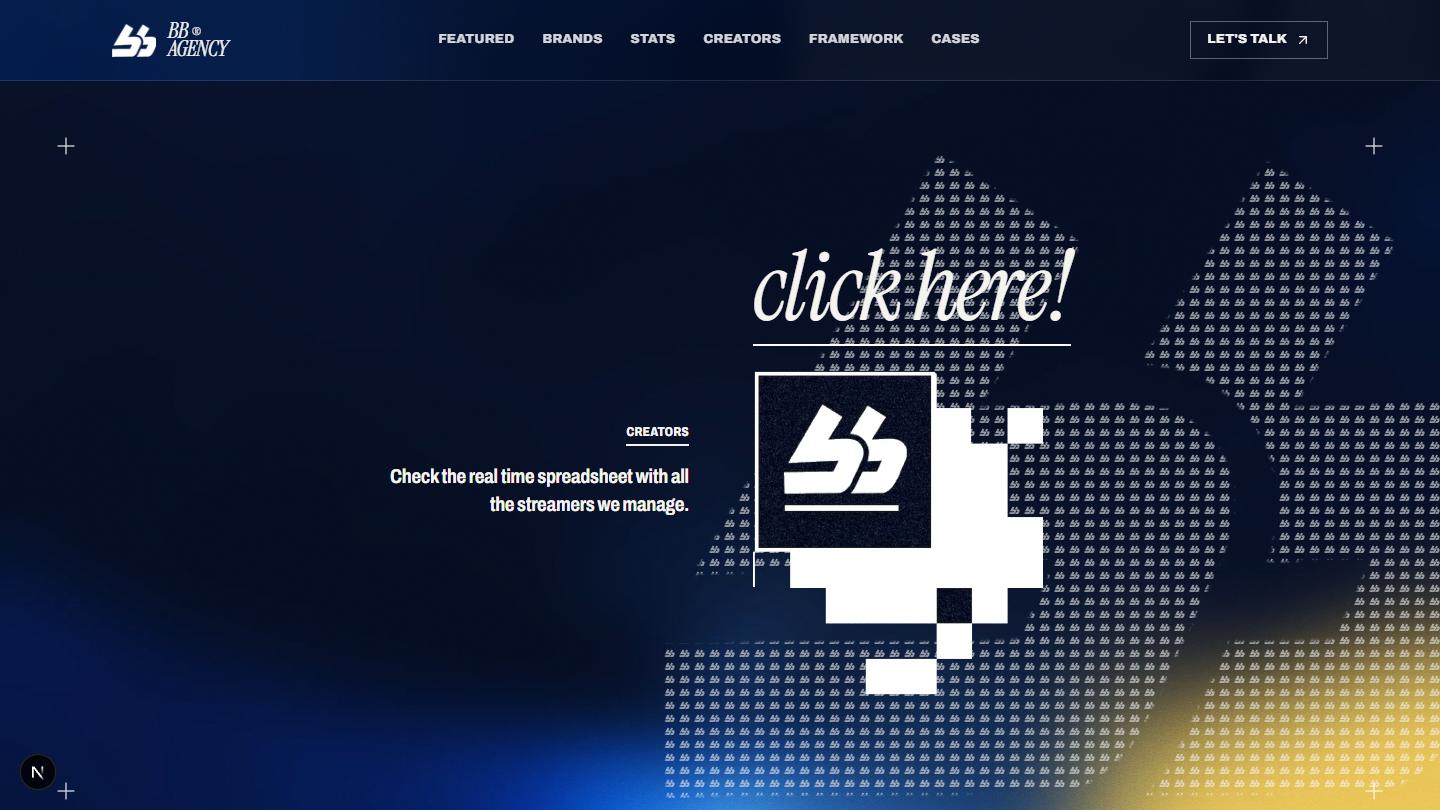 BB ®
AGENCY
FEATURED
BRANDS
STATS
CREATORS
FRAMEWORK
CASES
LET'S TALK
click here!
CREATORS
Check the real time spreadsheet with all
the streamers we manage.
N